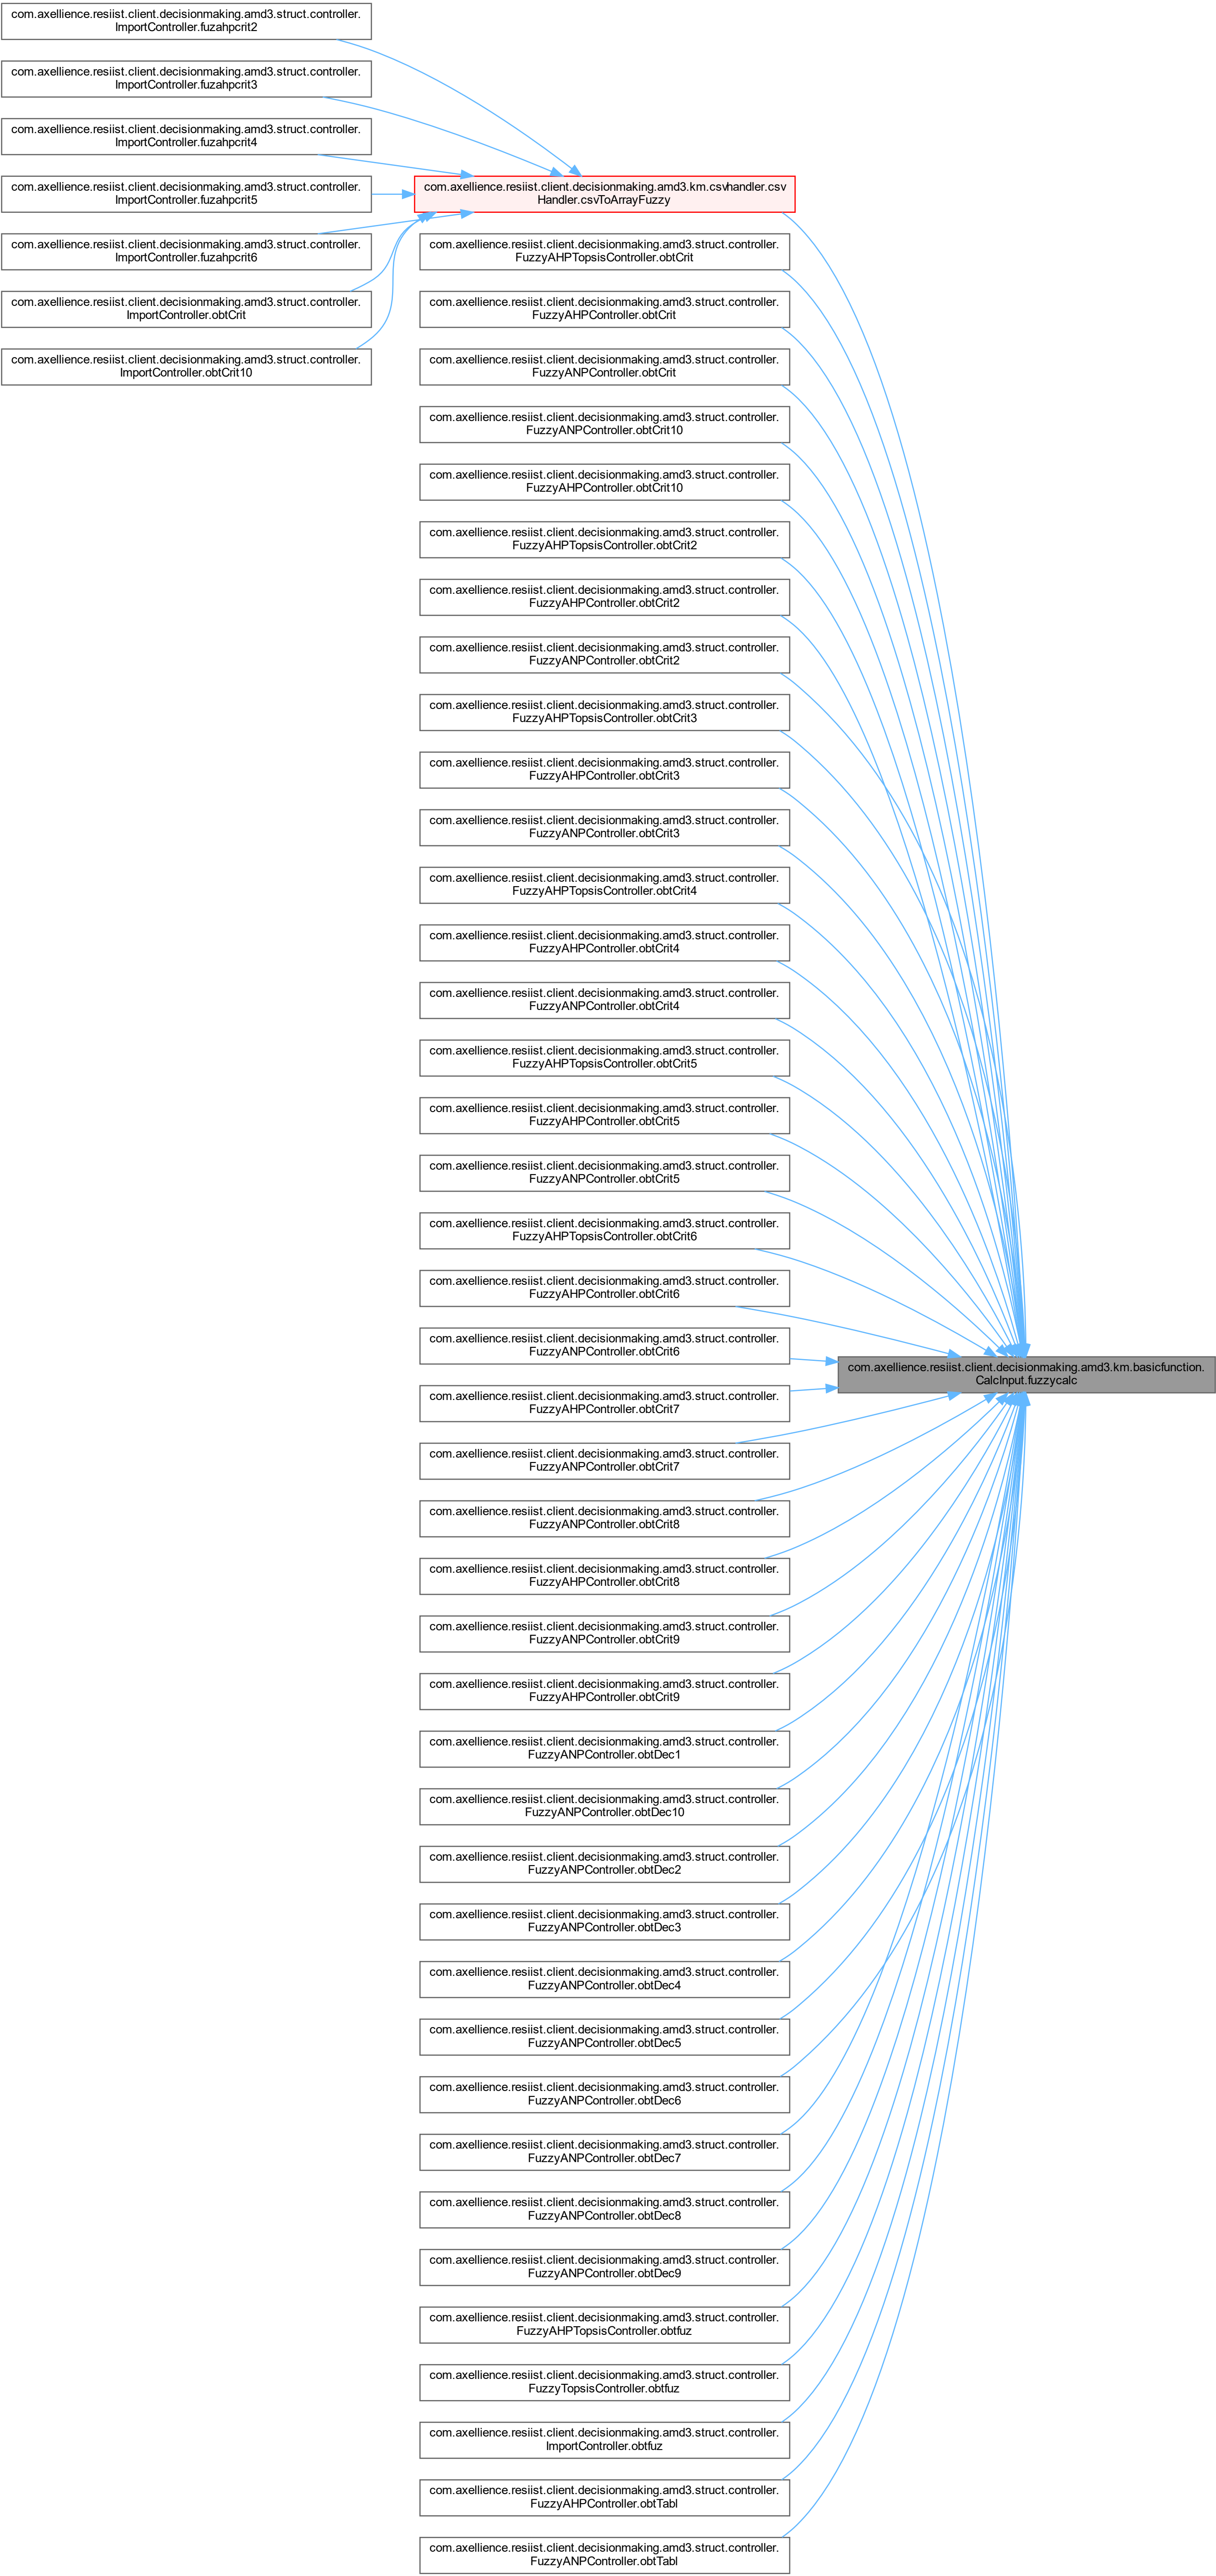 com.axellience.resiist.client.decisionmaking.amd3.struct.controller.
ImportController.fuzahpcrit2
com.axellience.resiist.client.decisionmaking.amd3.struct.controller.
ImportController.fuzahpcrit3
com.axellience.resiist.client.decisionmaking.amd3.struct.controller.
ImportController.fuzahpcrit4
com.axellience.resiist.client.decisionmaking.amd3.struct.controller.
ImportController.fuzahpcrit5
com.axellience.resiist.client.decisionmaking.amd3.struct.controller.
ImportController.fuzahpcrit6
com.axellience.resiist.client.decisionmaking.amd3.struct.controller.
ImportController.obtCrit
com.axellience.resiist.client.decisionmaking.amd3.struct.controller.
ImportController.obtCrit10
com.axellience.resiist.client.decisionmaking.amd3.km.csvhandler.csv
Handler.csvToArrayFuzzy
com.axellience.resiist.client.decisionmaking.amd3.struct.controller.
FuzzyAHPTopsisController.obtCrit
com.axellience.resiist.client.decisionmaking.amd3.struct.controller.
FuzzyAHPController.obtCrit
com.axellience.resiist.client.decisionmaking.amd3.struct.controller.
FuzzyANPController.obtCrit
com.axellience.resiist.client.decisionmaking.amd3.struct.controller.
FuzzyANPController.obtCrit10
com.axellience.resiist.client.decisionmaking.amd3.struct.controller.
FuzzyAHPController.obtCrit10
com.axellience.resiist.client.decisionmaking.amd3.struct.controller.
FuzzyAHPTopsisController.obtCrit2
com.axellience.resiist.client.decisionmaking.amd3.struct.controller.
FuzzyAHPController.obtCrit2
com.axellience.resiist.client.decisionmaking.amd3.struct.controller.
FuzzyANPController.obtCrit2
com.axellience.resiist.client.decisionmaking.amd3.struct.controller.
FuzzyAHPTopsisController.obtCrit3
com.axellience.resiist.client.decisionmaking.amd3.struct.controller.
FuzzyAHPController.obtCrit3
com.axellience.resiist.client.decisionmaking.amd3.struct.controller.
FuzzyANPController.obtCrit3
com.axellience.resiist.client.decisionmaking.amd3.struct.controller.
FuzzyAHPTopsisController.obtCrit4
com.axellience.resiist.client.decisionmaking.amd3.struct.controller.
FuzzyAHPController.obtCrit4
com.axellience.resiist.client.decisionmaking.amd3.struct.controller.
FuzzyANPController.obtCrit4
com.axellience.resiist.client.decisionmaking.amd3.struct.controller.
FuzzyAHPTopsisController.obtCrit5
com.axellience.resiist.client.decisionmaking.amd3.struct.controller.
FuzzyAHPController.obtCrit5
com.axellience.resiist.client.decisionmaking.amd3.struct.controller.
FuzzyANPController.obtCrit5
com.axellience.resiist.client.decisionmaking.amd3.struct.controller.
FuzzyAHPTopsisController.obtCrit6
com.axellience.resiist.client.decisionmaking.amd3.struct.controller.
FuzzyAHPController.obtCrit6
com.axellience.resiist.client.decisionmaking.amd3.struct.controller.
FuzzyANPController.obtCrit6
com.axellience.resiist.client.decisionmaking.amd3.struct.controller.
FuzzyAHPController.obtCrit7
com.axellience.resiist.client.decisionmaking.amd3.struct.controller.
FuzzyANPController.obtCrit7
com.axellience.resiist.client.decisionmaking.amd3.struct.controller.
FuzzyANPController.obtCrit8
com.axellience.resiist.client.decisionmaking.amd3.struct.controller.
FuzzyAHPController.obtCrit8
com.axellience.resiist.client.decisionmaking.amd3.struct.controller.
FuzzyANPController.obtCrit9
com.axellience.resiist.client.decisionmaking.amd3.struct.controller.
FuzzyAHPController.obtCrit9
com.axellience.resiist.client.decisionmaking.amd3.struct.controller.
FuzzyANPController.obtDec1
com.axellience.resiist.client.decisionmaking.amd3.struct.controller.
FuzzyANPController.obtDec10
com.axellience.resiist.client.decisionmaking.amd3.struct.controller.
FuzzyANPController.obtDec2
com.axellience.resiist.client.decisionmaking.amd3.struct.controller.
FuzzyANPController.obtDec3
com.axellience.resiist.client.decisionmaking.amd3.struct.controller.
FuzzyANPController.obtDec4
com.axellience.resiist.client.decisionmaking.amd3.struct.controller.
FuzzyANPController.obtDec5
com.axellience.resiist.client.decisionmaking.amd3.struct.controller.
FuzzyANPController.obtDec6
com.axellience.resiist.client.decisionmaking.amd3.struct.controller.
FuzzyANPController.obtDec7
com.axellience.resiist.client.decisionmaking.amd3.struct.controller.
FuzzyANPController.obtDec8
com.axellience.resiist.client.decisionmaking.amd3.struct.controller.
FuzzyANPController.obtDec9
com.axellience.resiist.client.decisionmaking.amd3.struct.controller.
FuzzyAHPTopsisController.obtfuz
com.axellience.resiist.client.decisionmaking.amd3.struct.controller.
FuzzyTopsisController.obtfuz
com.axellience.resiist.client.decisionmaking.amd3.struct.controller.
ImportController.obtfuz
com.axellience.resiist.client.decisionmaking.amd3.struct.controller.
FuzzyAHPController.obtTabl
com.axellience.resiist.client.decisionmaking.amd3.struct.controller.
FuzzyANPController.obtTabl
com.axellience.resiist.client.decisionmaking.amd3.km.basicfunction.
CalcInput.fuzzycalc